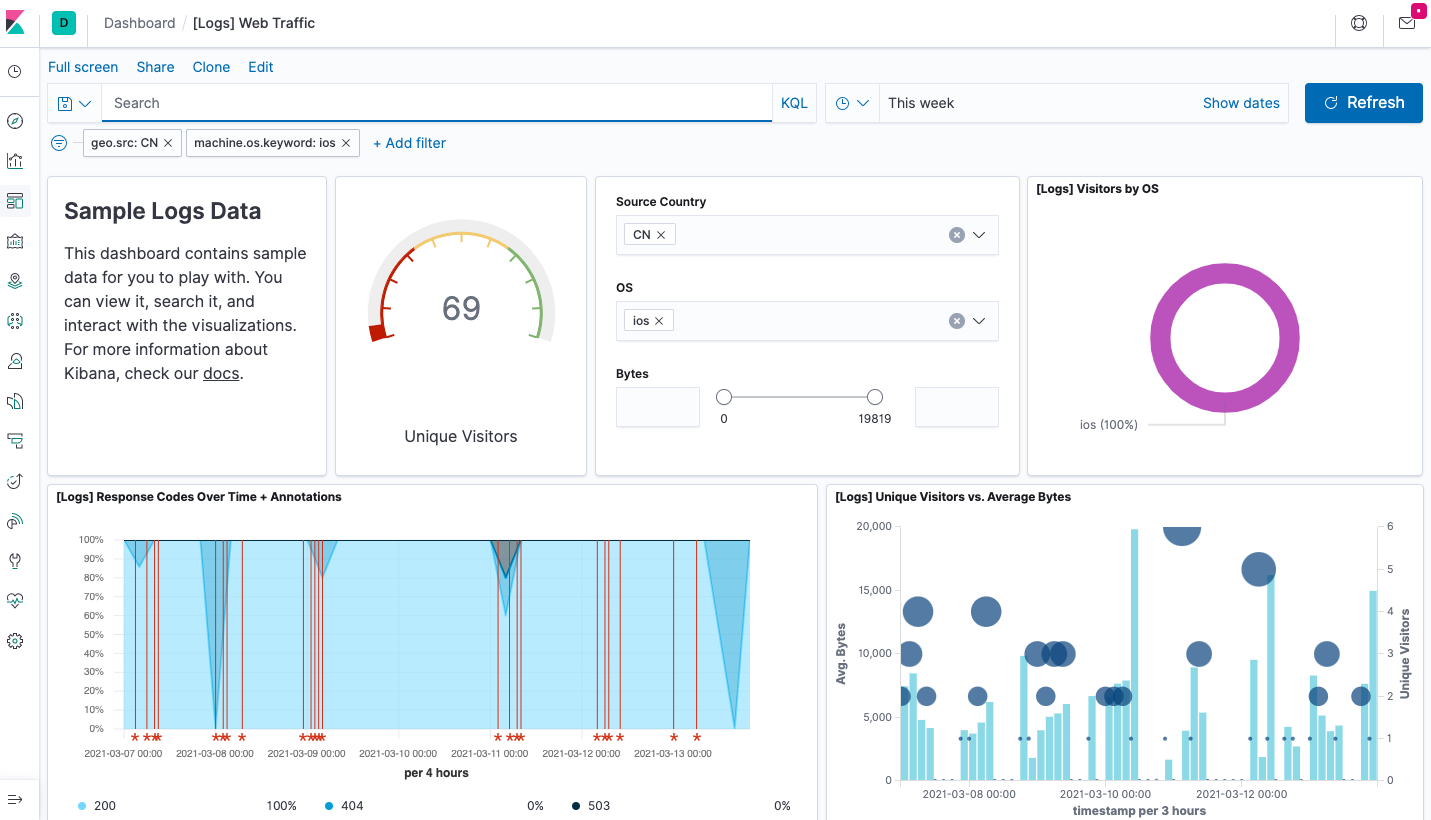 D Dashboard / [Logs] Web Traffic
Full screen Share Clone Edit
Search KQL This week Show dates Refresh
geo.src: CN machine.os.keyword: ios + Add filter
Sample Logs Data
This dashboard contains sample
data for you to play with. You
can view it, search it, and
interact with the visualizations.
For more information about
Kibana, check our docs.
69
Unique Visitors
Source Country
CN
OS
ios
Bytes
0 19819
[Logs] Visitors by OS
ios (100%)
[Logs] Response Codes Over Time + Annotations
100%
90%
80%
70%
60%
50%
40%
30%
20%
10%
0%
2021-03-07 00:00 2021-03-08 00:00 2021-03-09 00:00 2021-03-10 00:00 2021-03-11 00:00 2021-03-12 00:00 2021-03-13 00:00
per 4 hours
200 100% 404 0% 503 0%
[Logs] Unique Visitors vs. Average Bytes
Avg. Bytes
20,000
15,000
10,000
5,000
0
6
5
4
3
2
1
0
Unique Visitors
2021-03-08 00:00 2021-03-10 00:00 2021-03-12 00:00
timestamp per 3 hours